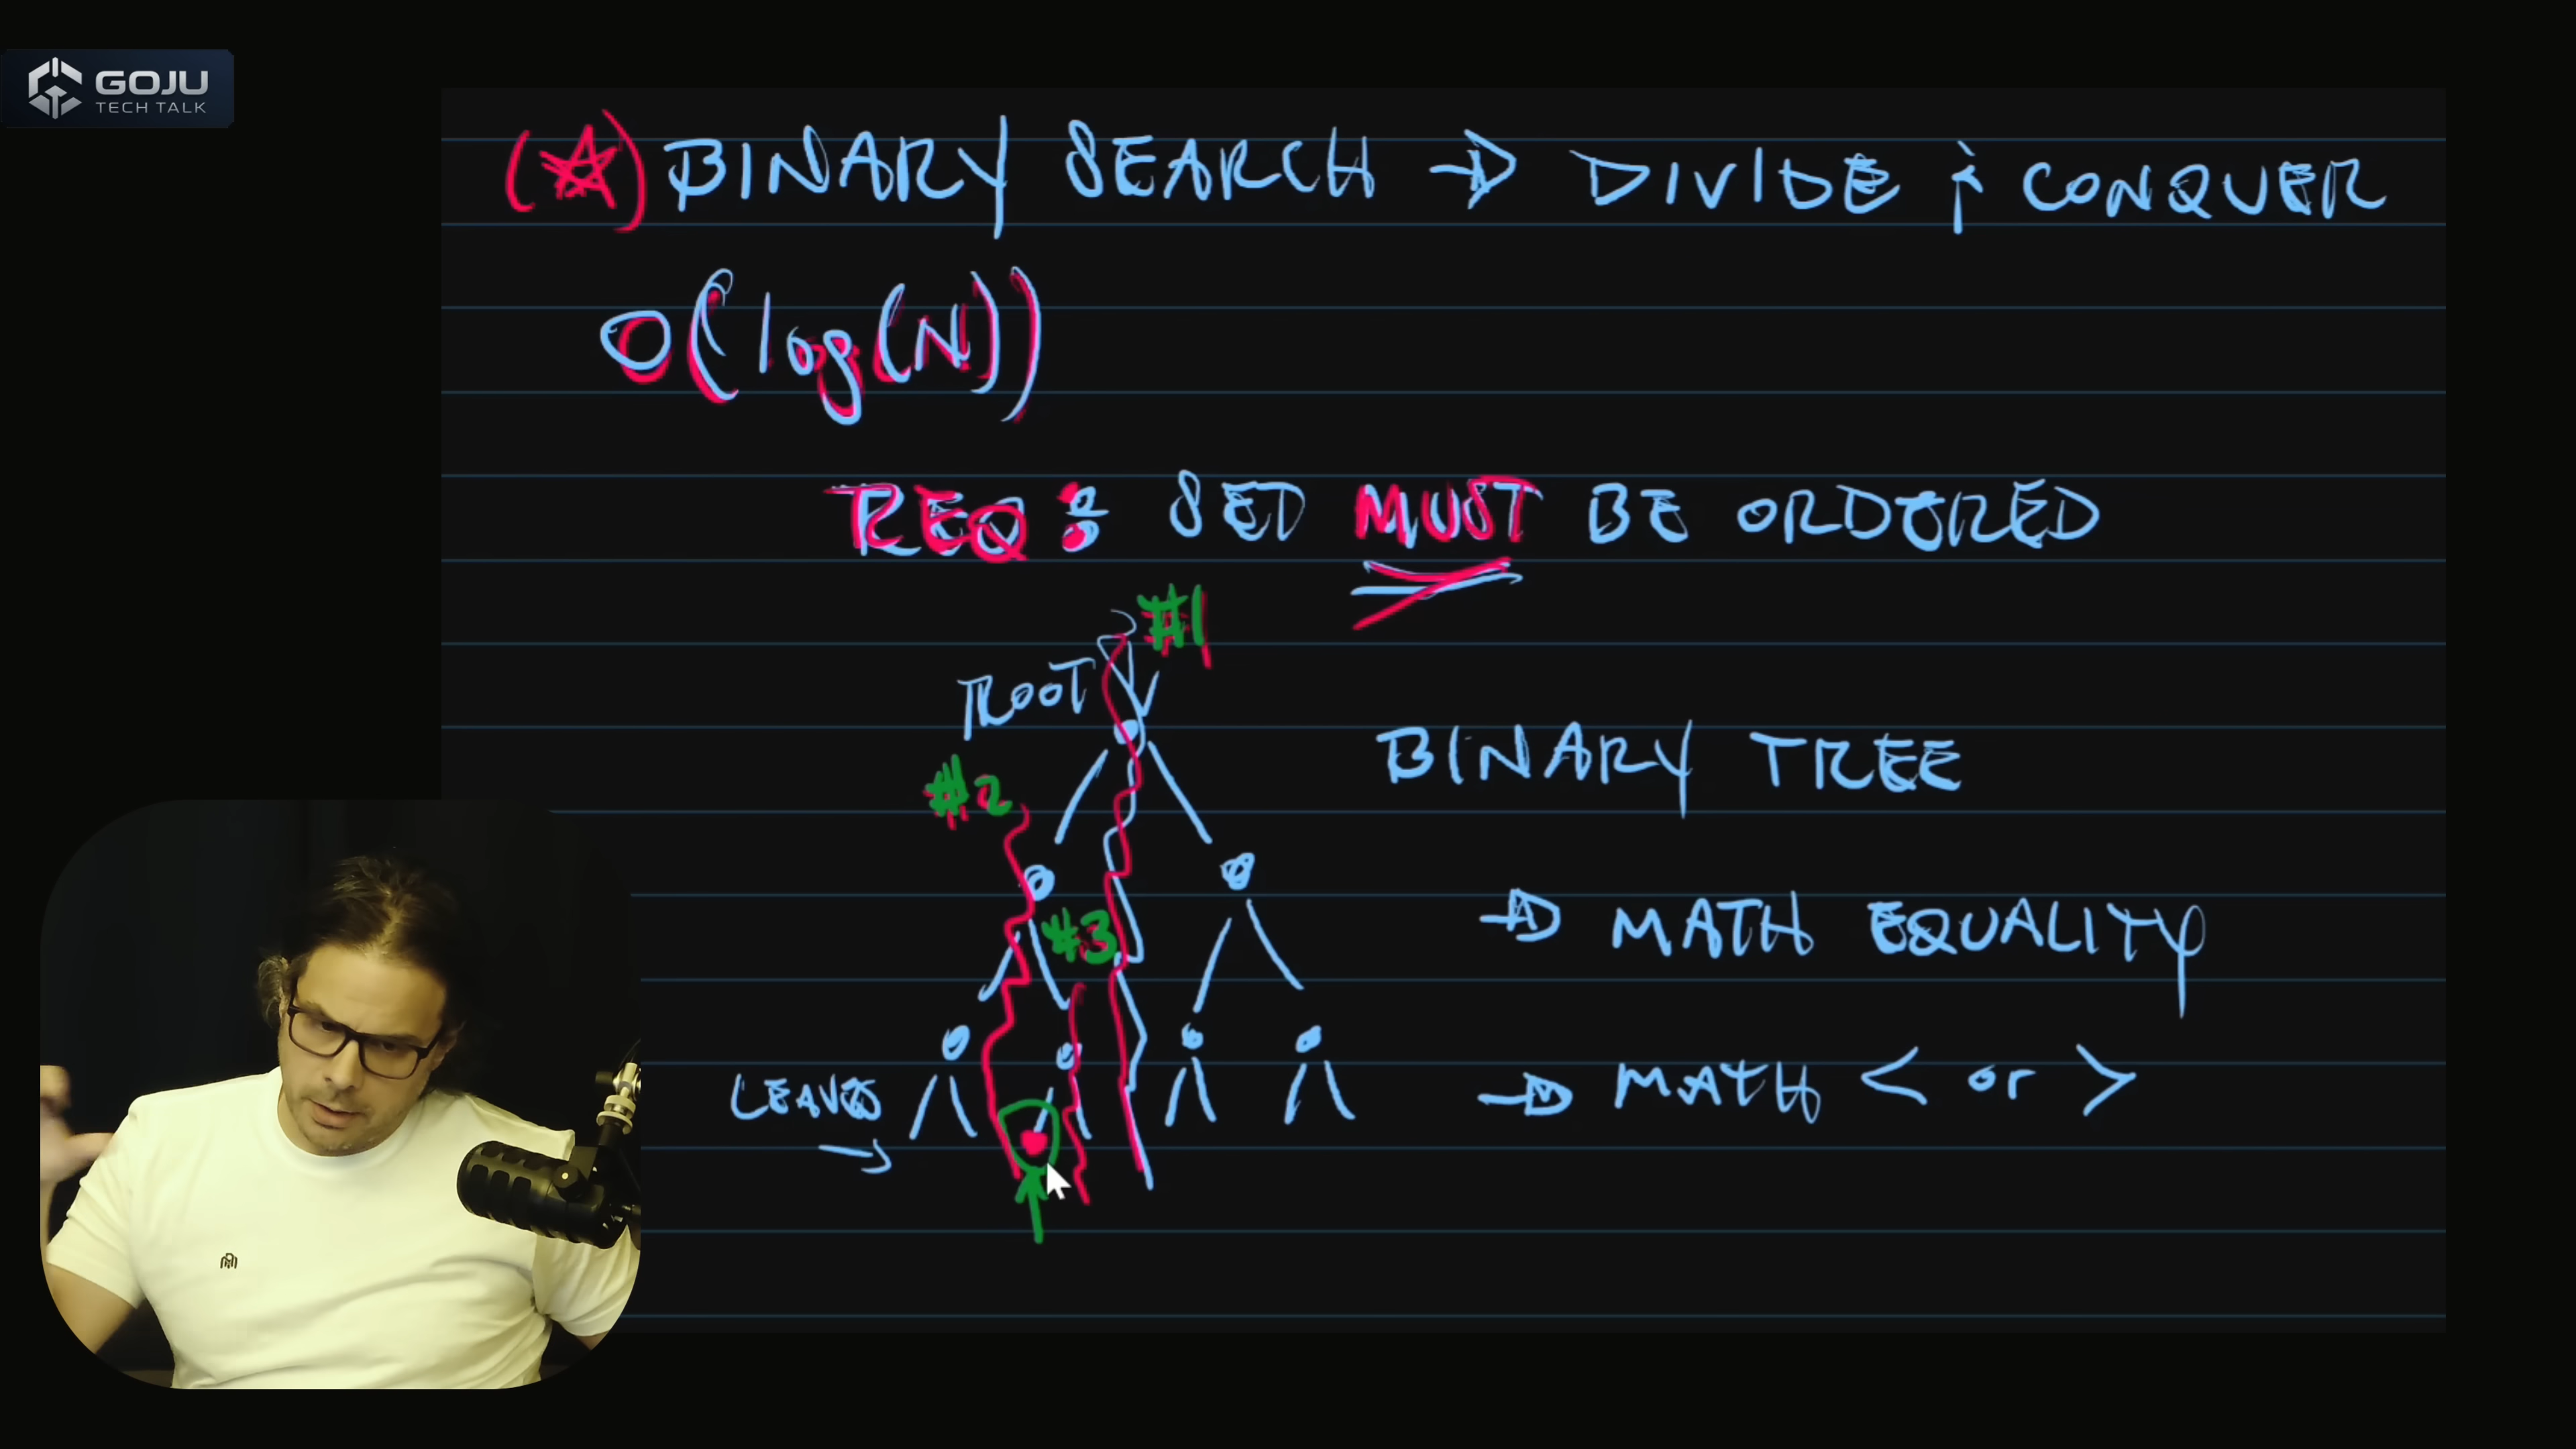 GOJU
TECH TALK
BINARY SEARCH → DIVIDE & CONQUER
O(log(N))
REQ: SET MUST BE ORDERED
#1
ROOT
BINARY TREE
#2
#3
→ MATH EQUALITY
LEAVES
→ MATH < or >